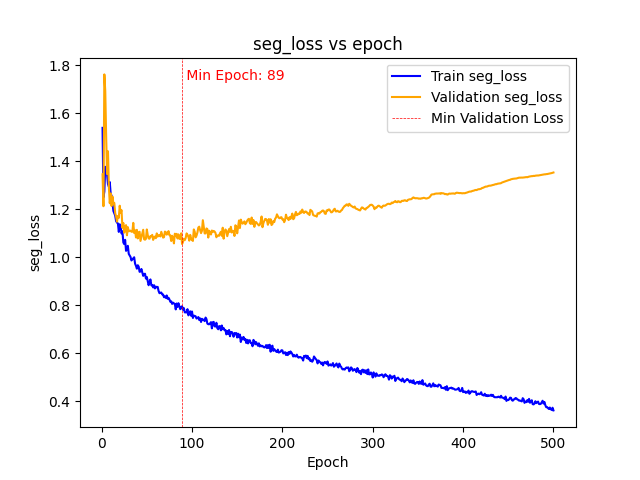 seg_loss vs epoch
Min Epoch: 89
Train seg_loss
Validation seg_loss
Min Validation Loss
seg_loss
1.8
1.6
1.4
1.2
1.0
0.8
0.6
0.4
0
100
200
300
400
500
Epoch